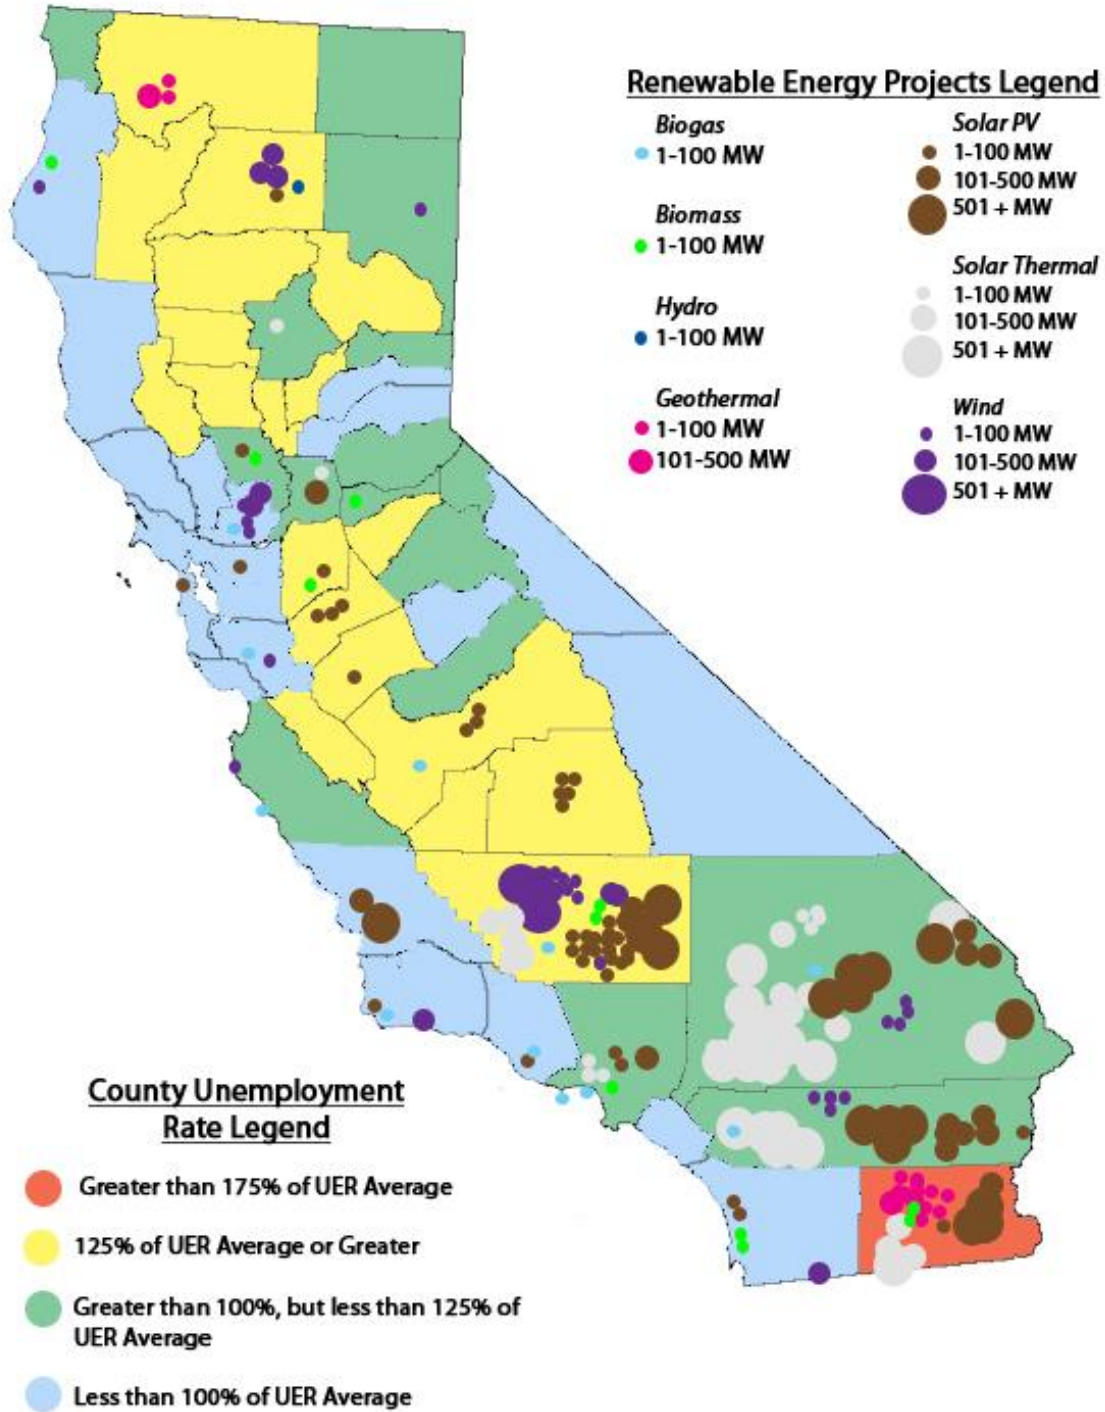 Renewable Energy Projects Legend
Biogas
1-100 MW
Biomass
1-100 MW
Hydro
1-100 MW
Geothermal
1-100 MW
101-500 MW
Solar PV
1-100 MW
101-500 MW
501 + MW
Solar Thermal
1-100 MW
101-500 MW
501 + MW
Wind
1-100 MW
101-500 MW
501 + MW
County Unemployment
Rate Legend
Greater than 175% of UER Average
125% of UER Average or Greater
Greater than 100%, but less than 125% of
UER Average
Less than 100% of UER Average